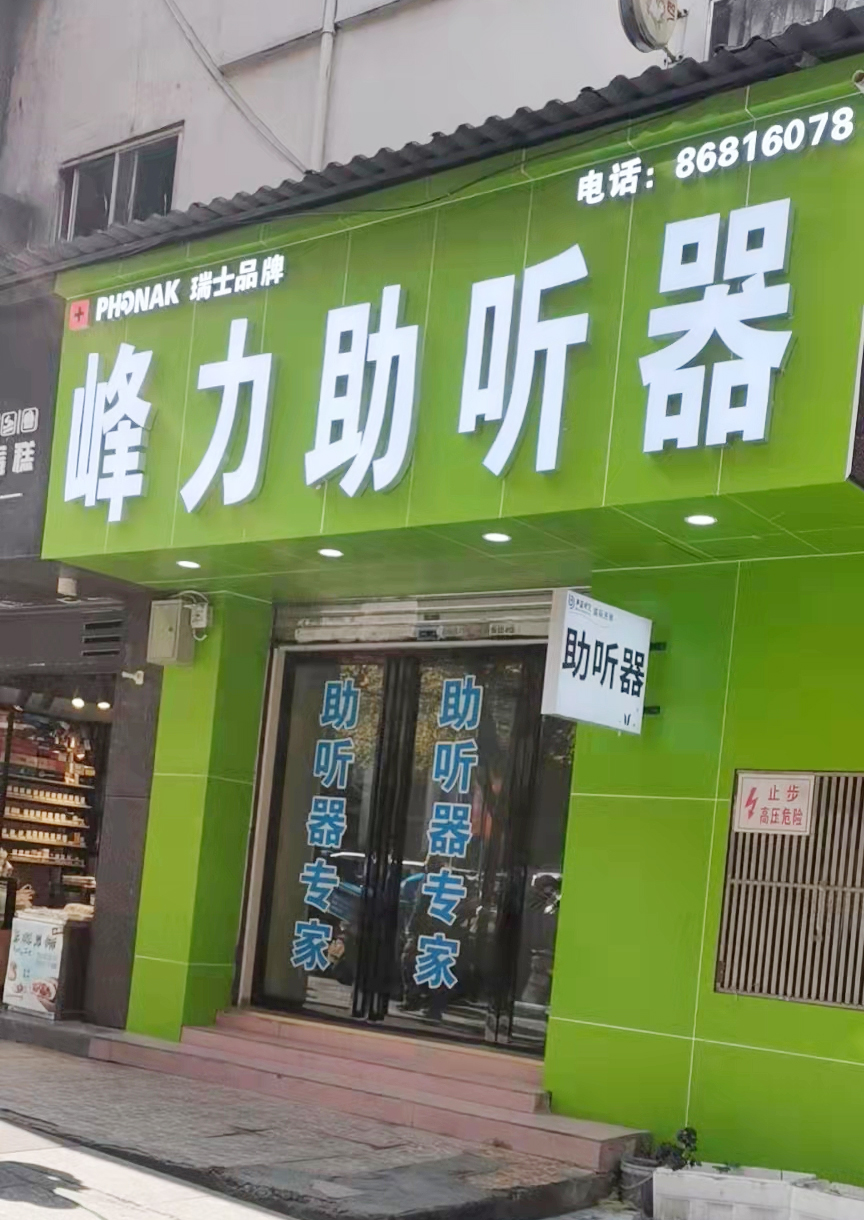 电话：86816078
PHONAK 瑞士品牌
峰力助听器
助听器
助听器专家
助听器专家
止步
高压危险
糕